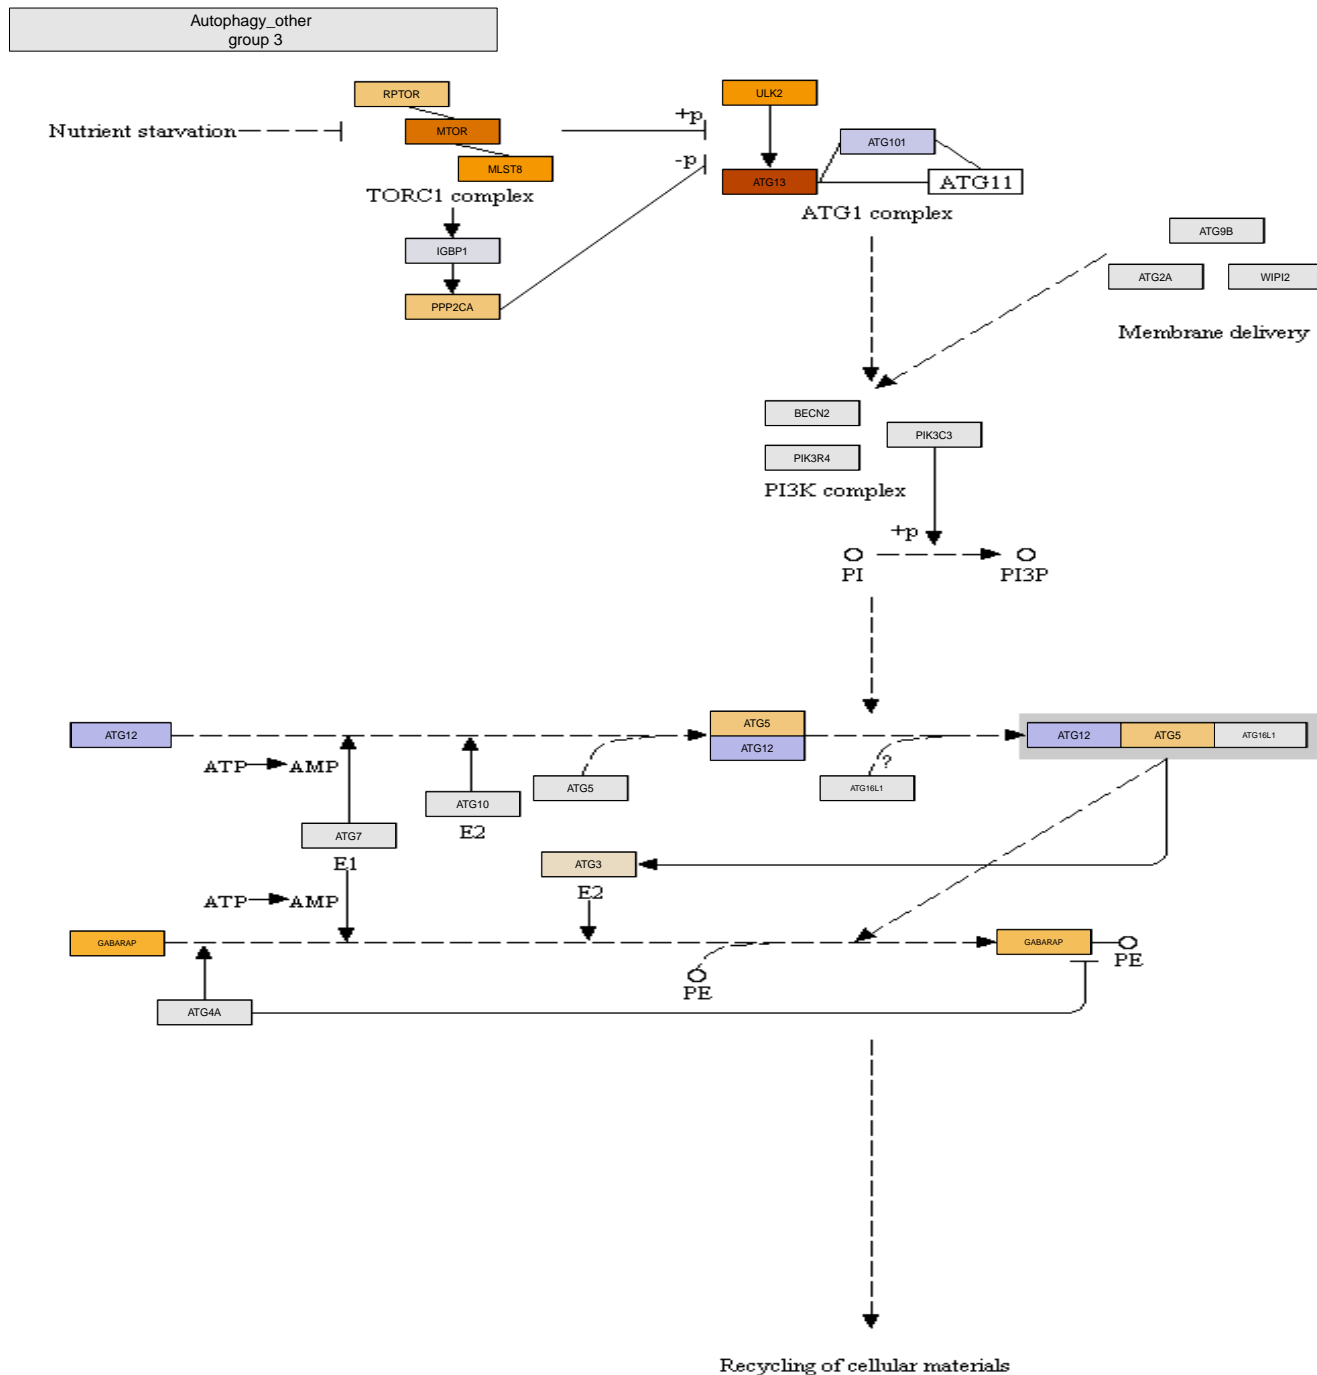 Autophagy_other
group 3
RPTOR
ULK2
+p
Nutrient starvation
MTOR
ATG101
-p
MLST8
ATG13
ATG11
TORC1 complex
ATG1 complex
ATG9B
IGBP1
ATG2A
WIPI2
PPP2CA
Membrane delivery
BECN2
PIK3C3
PIK3R4
PI3K complex
+p
PI
PI3P
ATG5
ATG12
ATG12
ATG12
ATG5
ATG16L1
?
ATP
AMP
ATG5
ATG16L1
ATG10
E2
ATG7
E1
ATG3
E2
ATP
AMP
GABARAP
GABARAP
PE
PE
ATG4A
Recycling of cellular materials